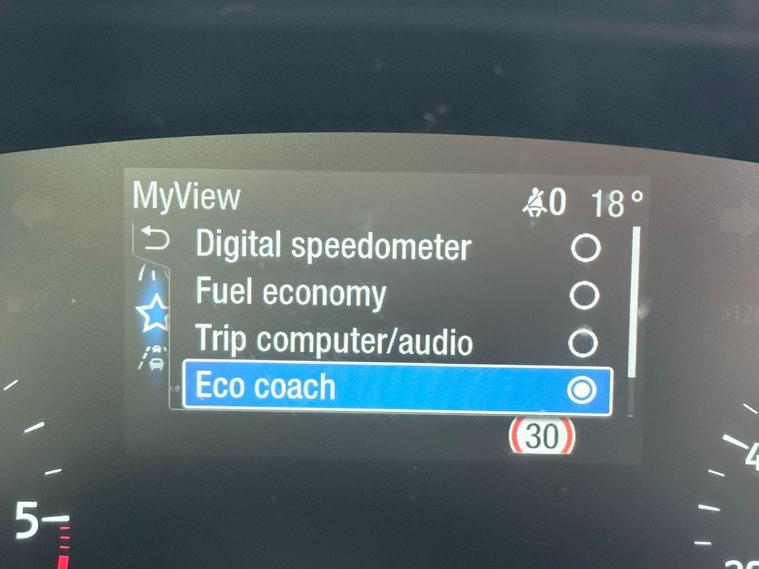 MyView 0 18°
Digital speedometer
Fuel economy
Trip computer/audio
Eco coach
30
5